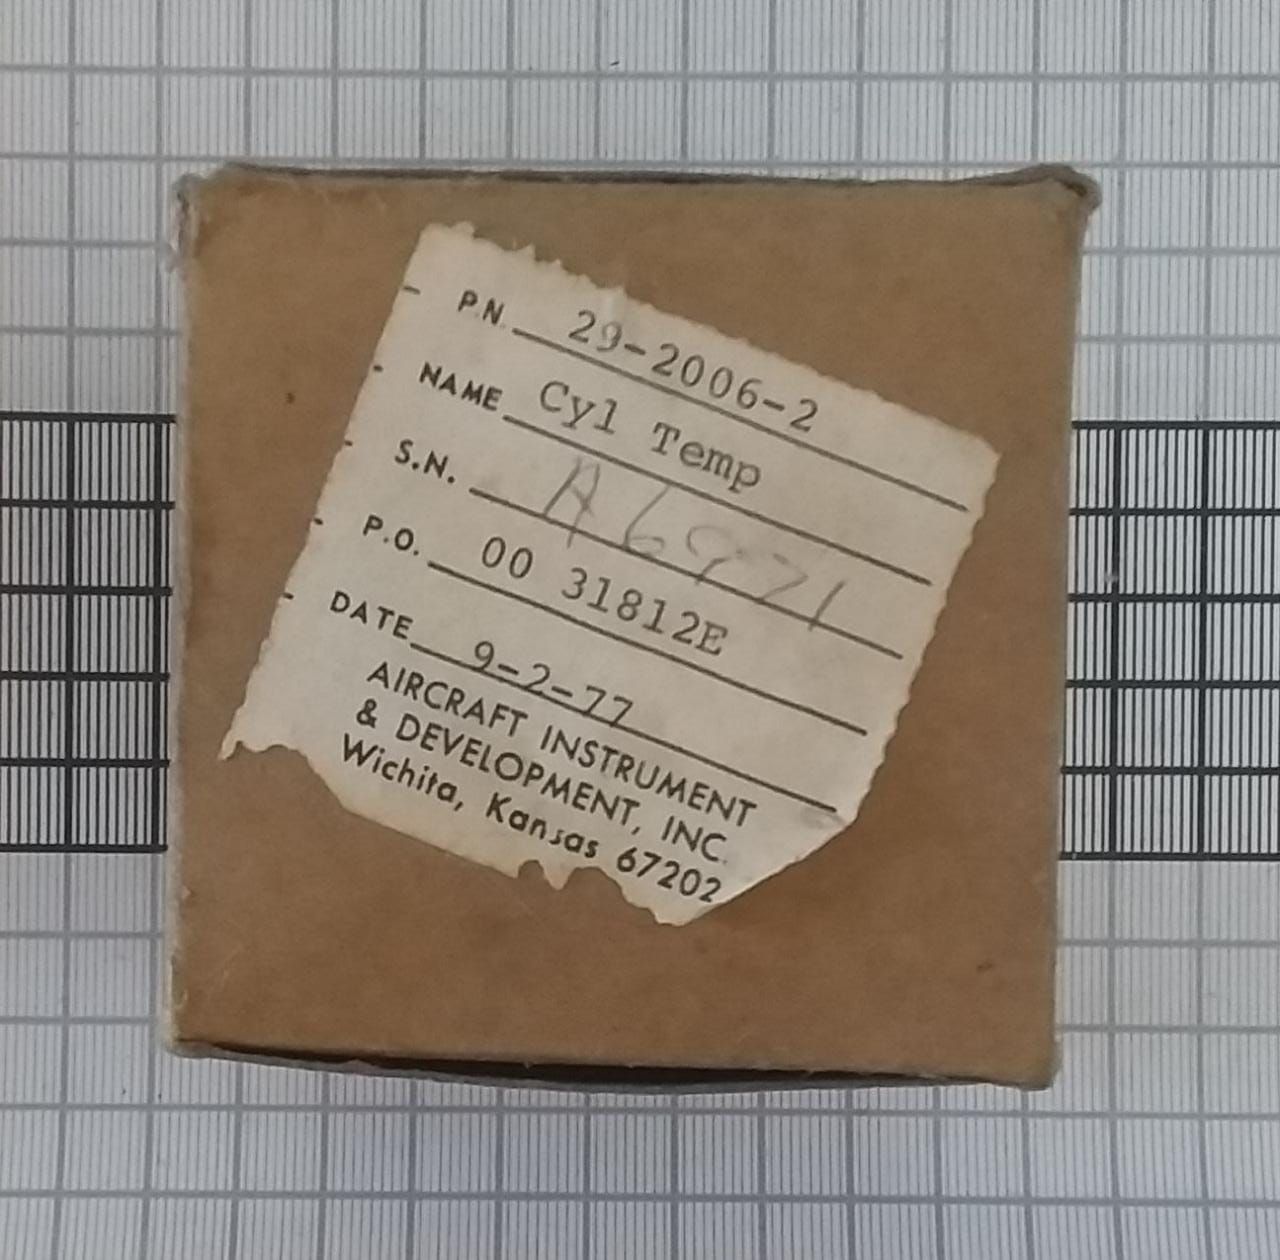 P.N. 29-2006-2
NAME Cyl Temp
S.N. A6971
P.O. 00 31812E
DATE 9-2-77
AIRCRAFT INSTRUMENT
& DEVELOPMENT, INC.
Wichita, Kansas 67202